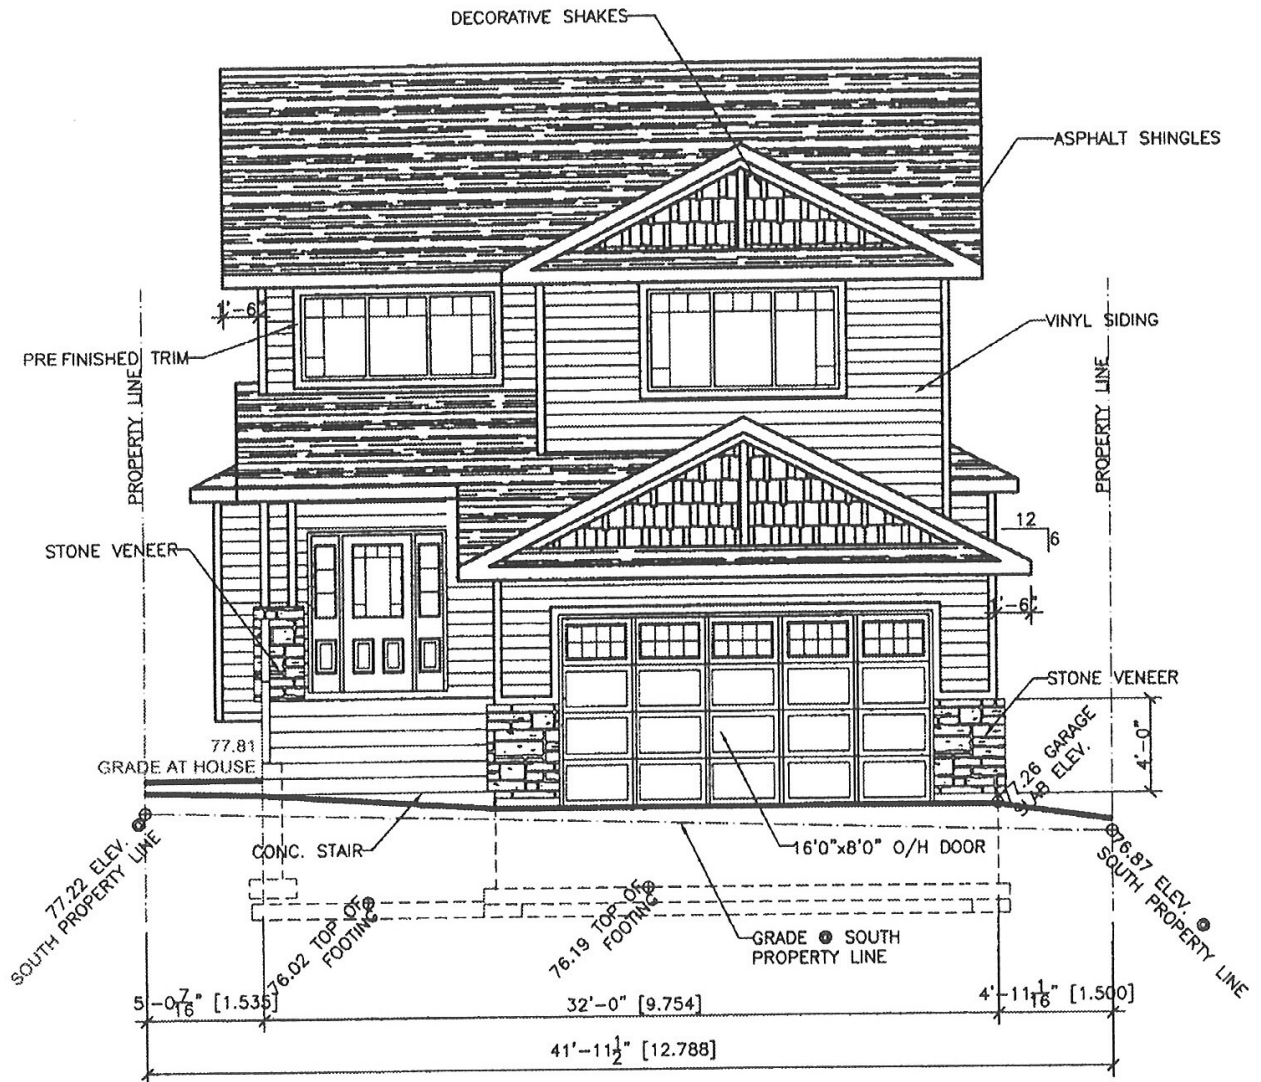 DECORATIVE SHAKES
ASPHALT SHINGLES
1'-6"
VINYL SIDING
PREFINISHED TRIM
PROPERTY LINE
PROPERTY LINE
12
6
STONE VENEER
1'-6"
STONE VENEER
4'-0"
77.81
GRADE AT HOUSE
77.26 GARAGE
SLAB ELEV.
CONC. STAIR
16'0"x8'0" O/H DOOR
77.22 ELEV. @
SOUTH PROPERTY LINE
76.87 ELEV. @
SOUTH PROPERTY LINE
76.02 TOP OF
FOOTING
76.19 TOP OF
FOOTING
GRADE @ SOUTH
PROPERTY LINE
5'-0 7/16" [1.535]
32'-0" [9.754]
4'-11 1/16" [1.500]
41'-11 1/2" [12.788]